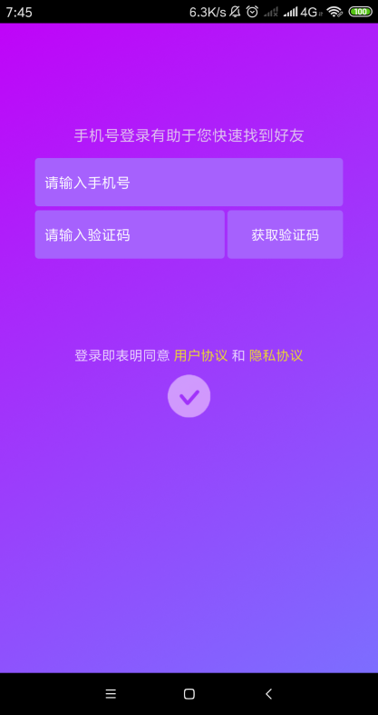 7:45 6.3K/s 4G 100
手机号登录有助于您快速找到好友
请输入手机号
请输入验证码 获取验证码
登录即表明同意 用户协议 和 隐私协议